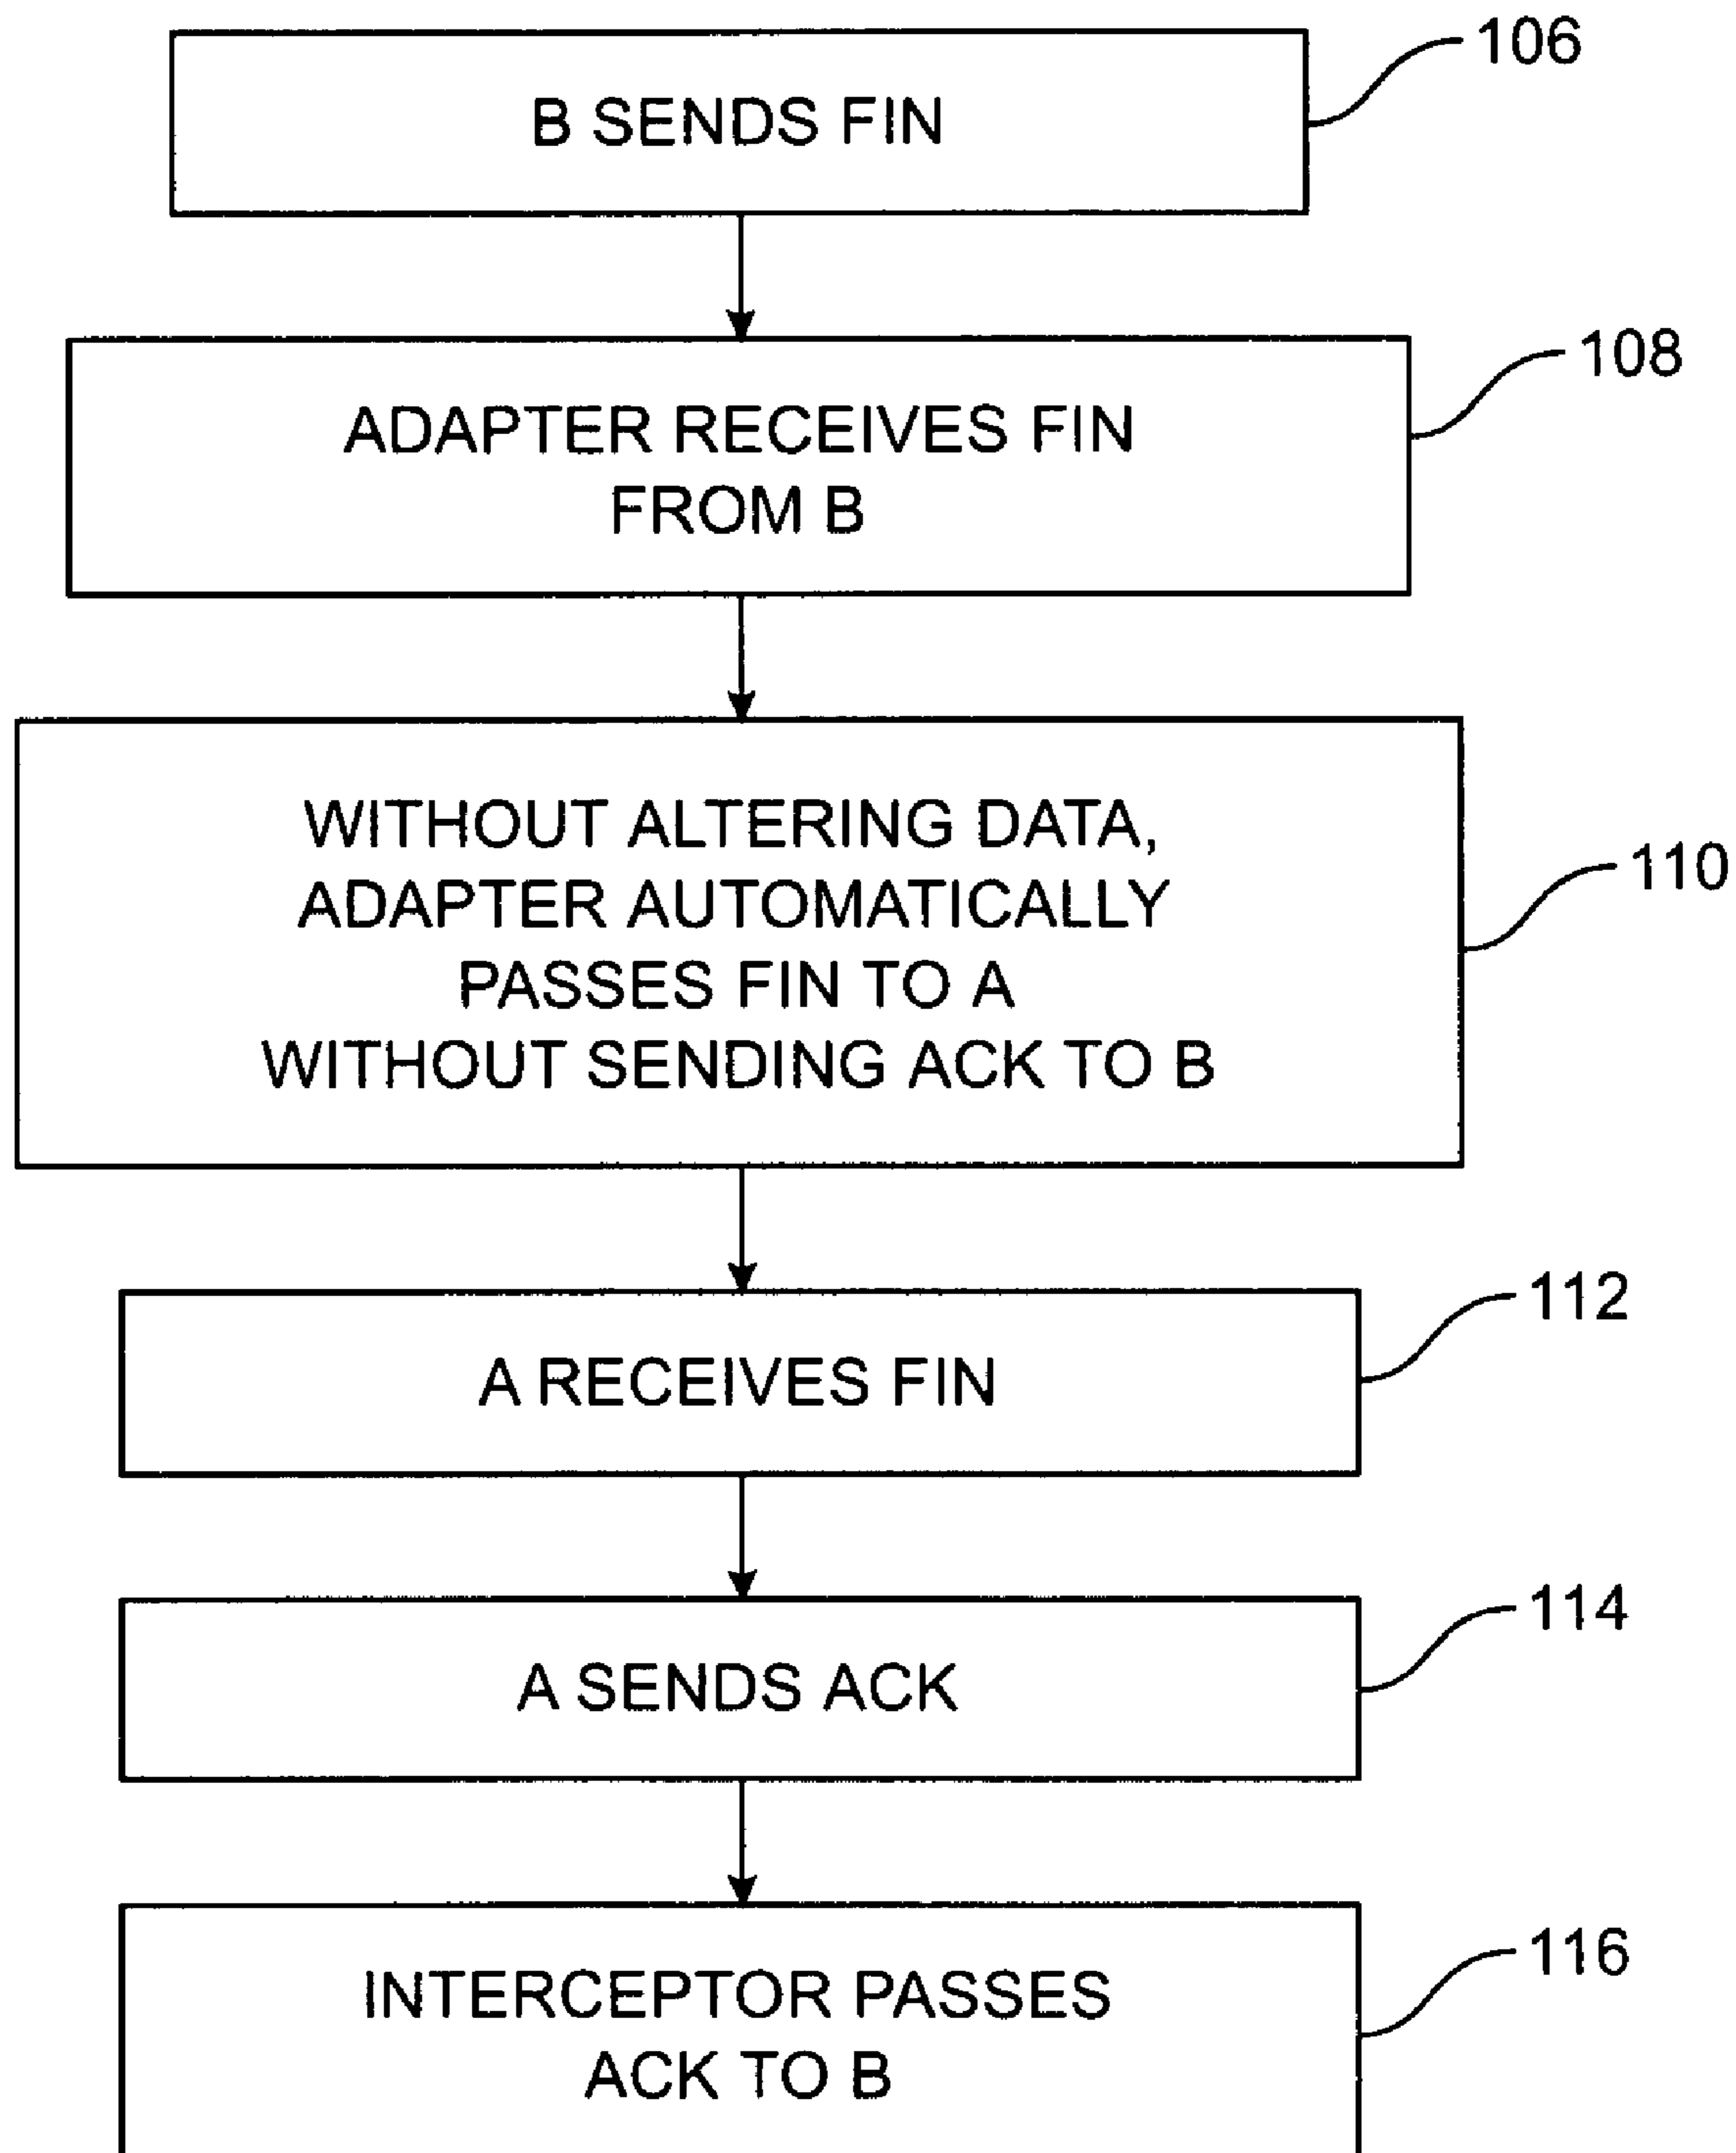 106
B SENDS FIN
108
ADAPTER RECEIVES FIN
FROM B
WITHOUT ALTERING DATA,
ADAPTER AUTOMATICALLY
PASSES FIN TO A
WITHOUT SENDING ACK TO B
110
112
A RECEIVES FIN
114
A SENDS ACK
116
INTERCEPTOR PASSES
ACK TO B